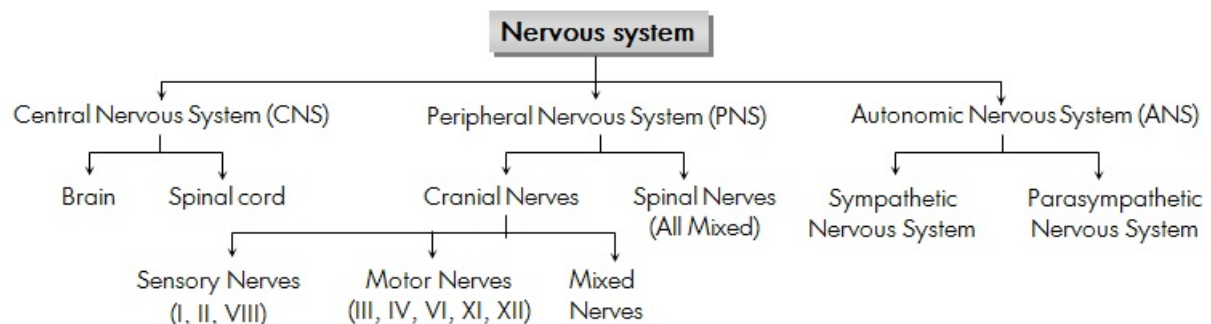 Nervous system
Central Nervous System (CNS)
Peripheral Nervous System (PNS)
Autonomic Nervous System (ANS)
Brain
Spinal cord
Cranial Nerves
Spinal Nerves
(All Mixed)
Sympathetic
Nervous System
Parasympathetic
Nervous System
Sensory Nerves
(I, II, VIII)
Motor Nerves
(III, IV, VI, XI, XII)
Mixed
Nerves